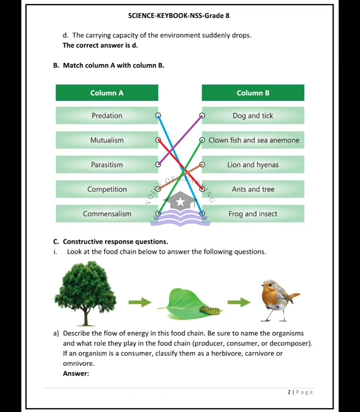 SCIENCE-KEYBOOK-NSS-Grade 8
d. The carrying capacity of the environment suddenly drops.
The correct answer is d.
B. Match column A with column B.
Column A Column B
Predation Dog and tick
Mutualism Clown fish and sea anemone
Parasitism Lion and hyenas
Competition Ants and tree
Commensalism Frog and insect
C. Constructive response questions.
i. Look at the food chain below to answer the following questions.
a) Describe the flow of energy in this food chain. Be sure to name the organisms
and what role they play in the food chain (producer, consumer, or decomposer).
If an organism is a consumer, classify them as a herbivore, carnivore or
omnivore.
Answer:
2 | Page